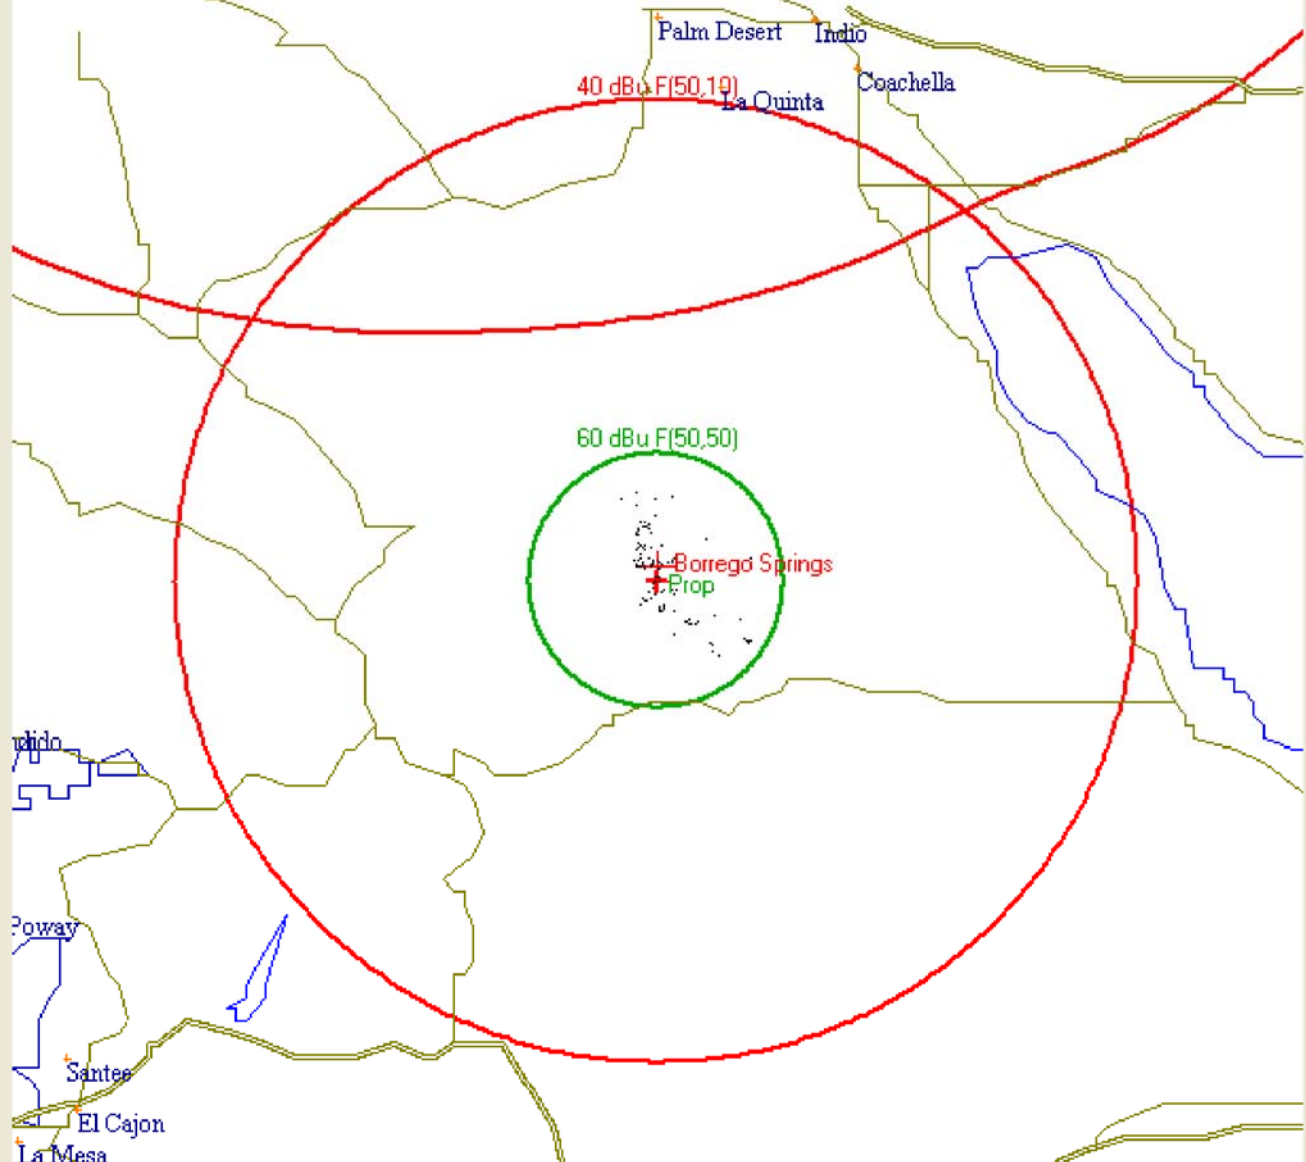 Palm Desert
Indio
40 dBu F(50,10)
Coachella
La Quinta
60 dBu F(50,50)
Borrego Springs
Prop
Poway
Santee
El Cajon
La Mesa